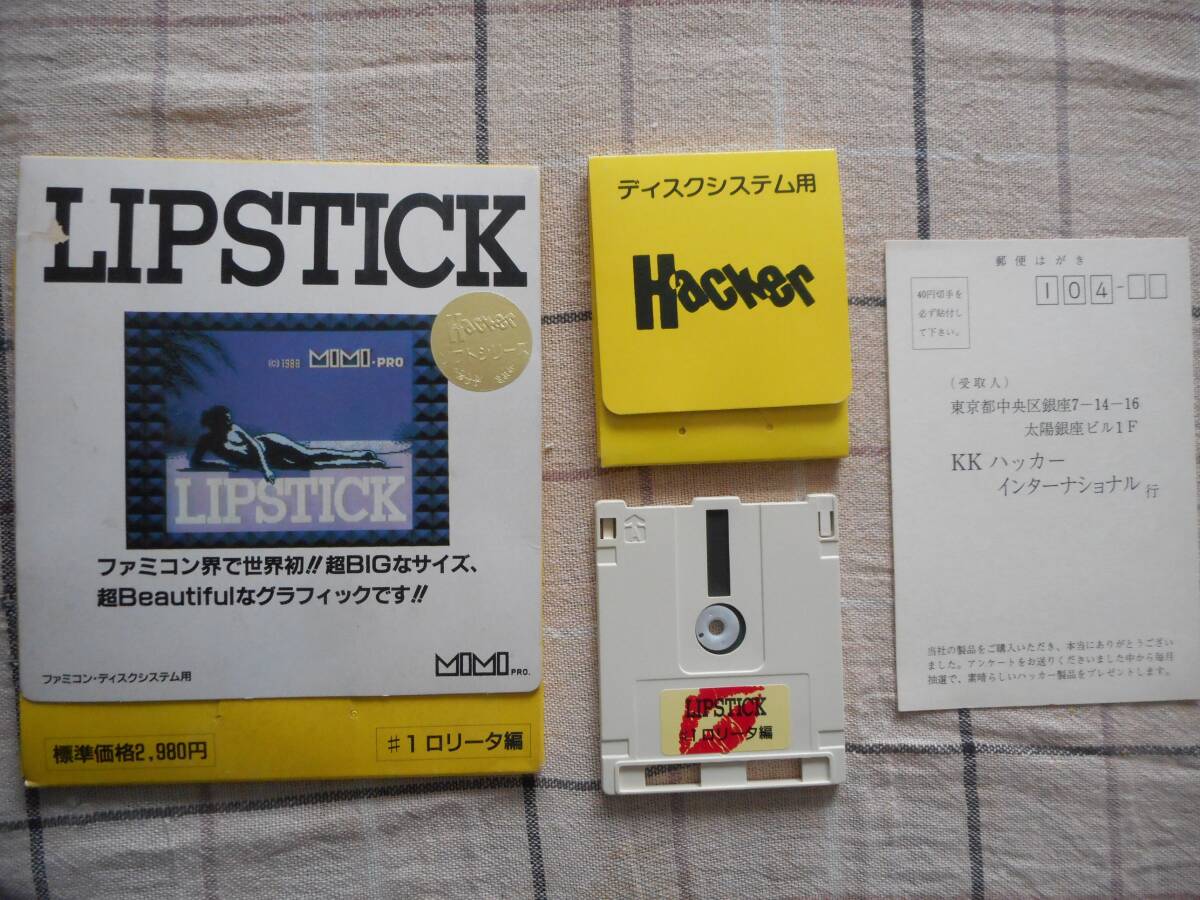 LIPSTICK
Hacker
(C) 1988 MIMI-PRO
LIPSTICK
ファミコン界で世界初!!超BIGなサイズ、
超Beautifulなグラフィックです!!
MIMI PRO.
ファミコン・ディスクシステム用
標準価格2,980円
#1 ロリータ編
ディスクシステム用
Hacker
LIPSTICK
#1 ロリータ編
郵便はがき
40円切手を
必ず貼付し
て下さい。
104-
(受取人)
東京都中央区銀座7-14-16
太陽銀座ビル1F
KK ハッカー
インターナショナル 行
当社の製品をご購入いただき、本当にありがとうござい
ました。アンケートをお送りくださいました中から毎月
抽選で、素晴らしいハッカー製品をプレゼントします。